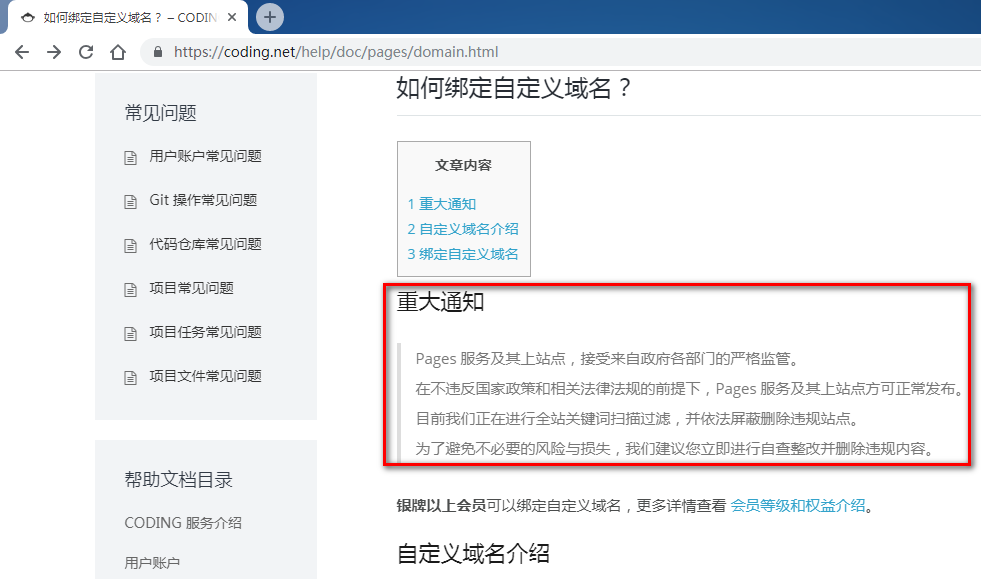 如何绑定自定义域名？ – CODIN
https://coding.net/help/doc/pages/domain.html
常见问题
用户账户常见问题
Git 操作常见问题
代码仓库常见问题
项目常见问题
项目任务常见问题
项目文件常见问题
帮助文档目录
CODING 服务介绍
用户账户
如何绑定自定义域名？
文章内容
1 重大通知
2 自定义域名介绍
3 绑定自定义域名
重大通知
Pages 服务及其上站点，接受来自政府各部门的严格监管。
在不违反国家政策和相关法律法规的前提下，Pages 服务及其上站点方可正常发布。
目前我们正在进行全站关键词扫描过滤，并依法屏蔽删除违规站点。
为了避免不必要的风险与损失，我们建议您立即进行自查整改并删除违规内容。
银牌以上会员可以绑定自定义域名，更多详情查看 会员等级和权益介绍。
自定义域名介绍